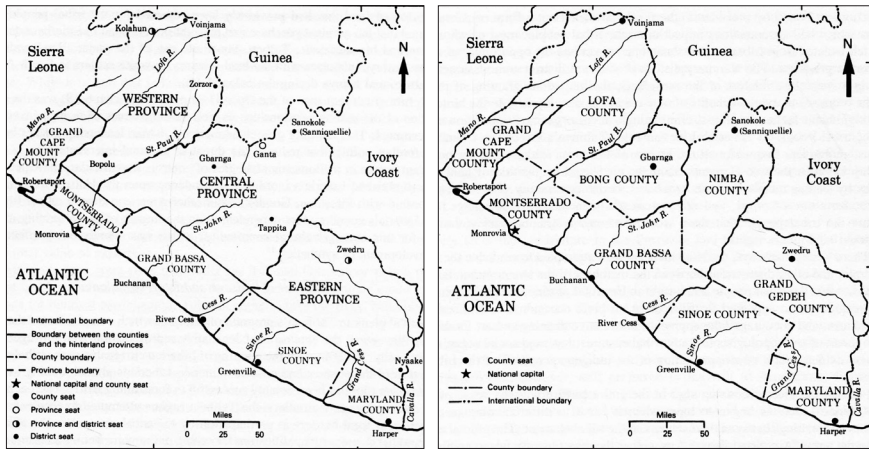 Kolahun
Voinjama
Sierra
Leone
Guinea
N
Lofa R.
WESTERN
PROVINCE
Zorzor
Mano R.
GRAND
CAPE
MOUNT
COUNTY
St. Paul R.
Sanokole
(Sanniquellie)
Ganta
Bopolu
Gbarnga
Ivory
Coast
CENTRAL
PROVINCE
Robertsport
MONTSERRADO
COUNTY
St. John R.
Tappita
Monrovia
Zwedru
GRAND BASSA
COUNTY
ATLANTIC
OCEAN
EASTERN
PROVINCE
Buchanan
Cess R.
River Cess
Sinoe R.
SINOE
COUNTY
Grand Cess R.
Nyaake
Greenville
MARYLAND
COUNTY
Cavalla R.
Harper
International boundary
Boundary between the counties
and the hinterland provinces
County boundary
Province boundary
National capital and county seat
County seat
Province seat
Province and district seat
District seat
Miles
0 25 50
Voinjama
Sierra
Leone
Guinea
N
Lofa R.
LOFA
COUNTY
Mano R.
GRAND
CAPE
MOUNT
COUNTY
St. Paul R.
Sanokole
(Sanniquellie)
Gbarnga
BONG COUNTY
NIMBA
COUNTY
Ivory
Coast
Robertsport
MONTSERRADO
COUNTY
St. John R.
Monrovia
GRAND BASSA
COUNTY
Zwedru
ATLANTIC
OCEAN
Buchanan
GRAND
GEDEH
COUNTY
Cess R.
SINOE COUNTY
River Cess
Sinoe R.
Greenville
Grand Cess R.
MARYLAND
COUNTY
Cavalla R.
Harper
County seat
National capital
County boundary
International boundary
Miles
0 25 50